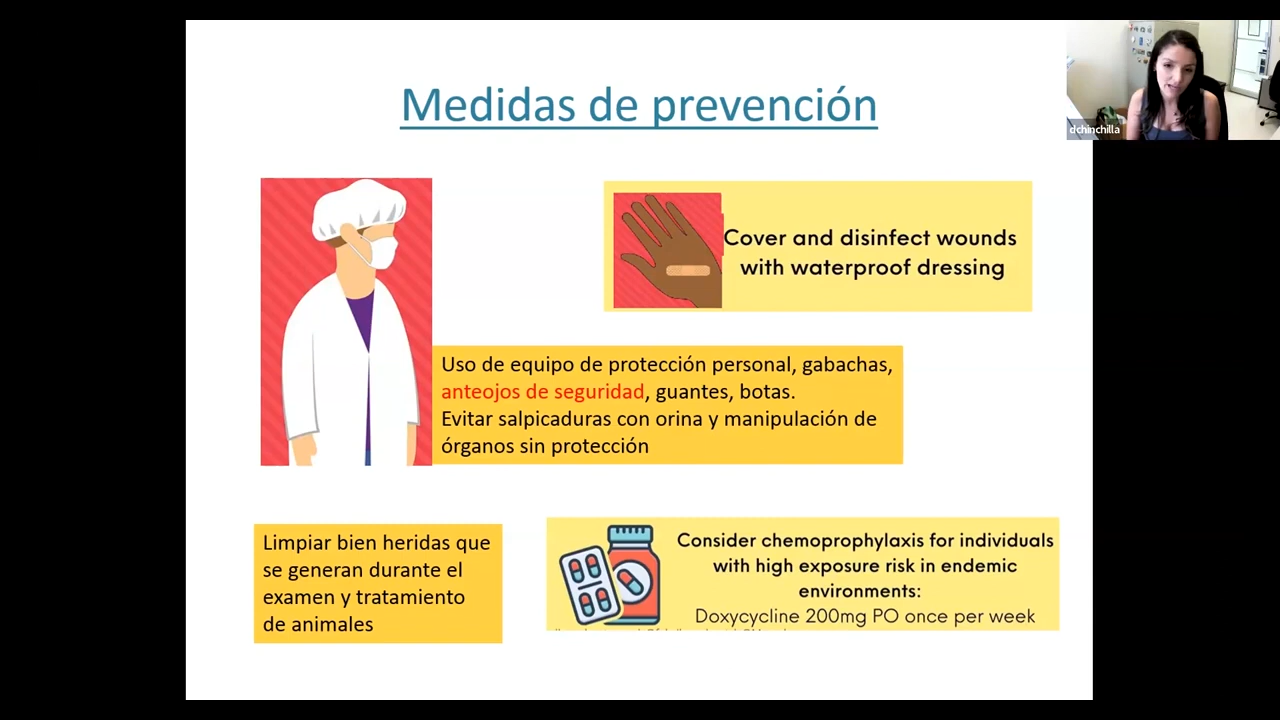 Medidas de prevención
dchinchilla
Cover and disinfect wounds
with waterproof dressing
Uso de equipo de protección personal, gabachas,
anteojos de seguridad, guantes, botas.
Evitar salpicaduras con orina y manipulación de
órganos sin protección
Limpiar bien heridas que
se generan durante el
examen y tratamiento
de animales
Consider chemoprophylaxis for individuals
with high exposure risk in endemic
environments:
Doxycycline 200mg PO once per week